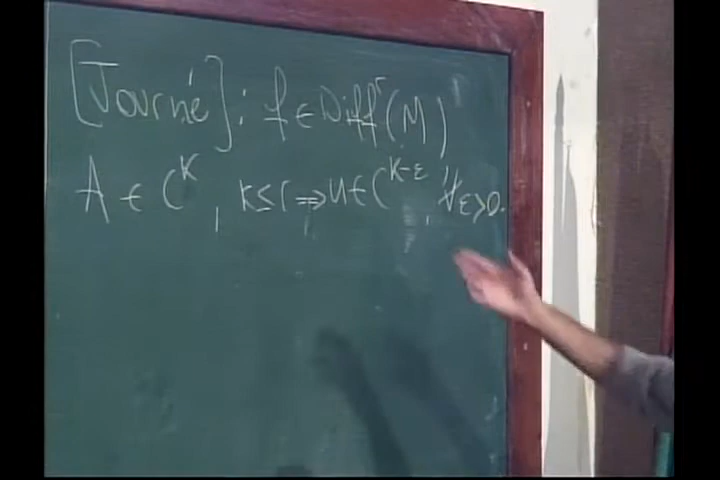 [Journé]: f ∈ Diff^r(M)
A ∈ C^k, k ≤ r ⇒ u ∈ C^{k-ε}, ∀ε>0.